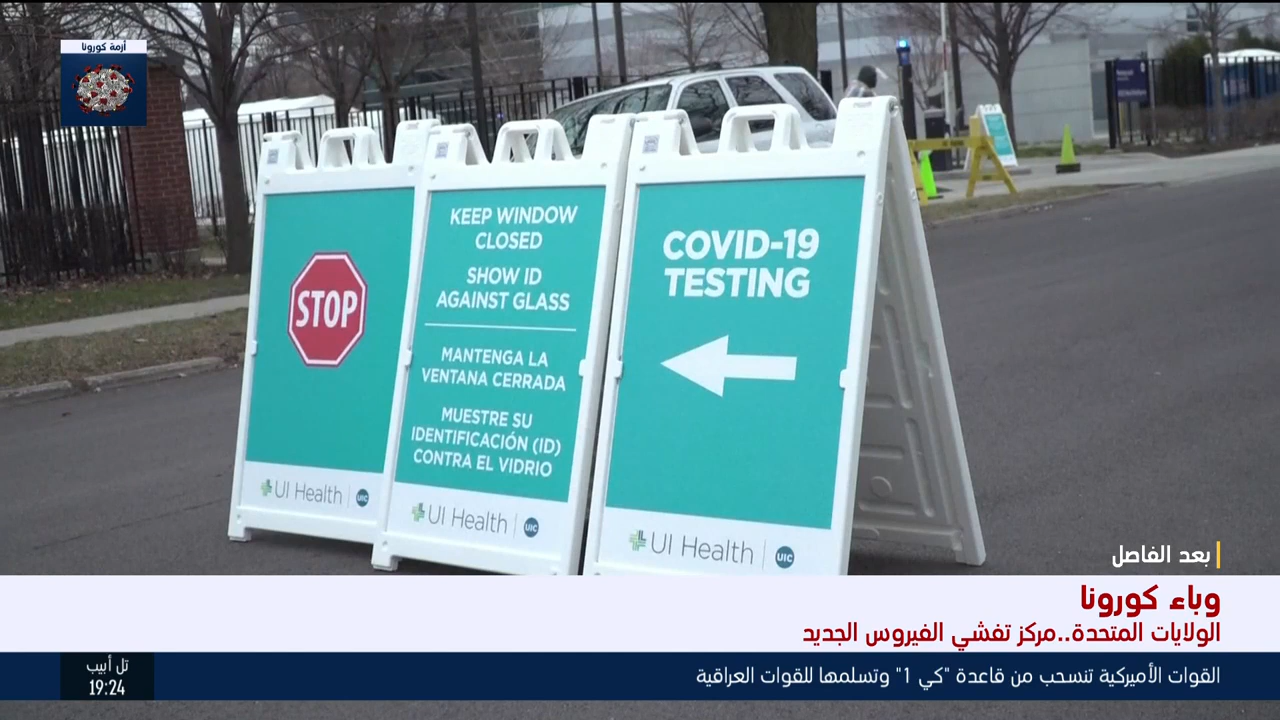 أزمة كورونا
STOP
UI Health
UIC
KEEP WINDOW
CLOSED
SHOW ID
AGAINST GLASS
MANTENGA LA
VENTANA CERRADA
MUESTRE SU
IDENTIFICACIÓN (ID)
CONTRA EL VIDRIO
UI Health
UIC
COVID-19
TESTING
UI Health
UIC
بعد الفاصل
وباء كورونا
الولايات المتحدة..مركز تفشي الفيروس الجديد
القوات الأميركية تنسحب من قاعدة "كي 1" وتسلمها للقوات العراقية
تل أبيب
19:24